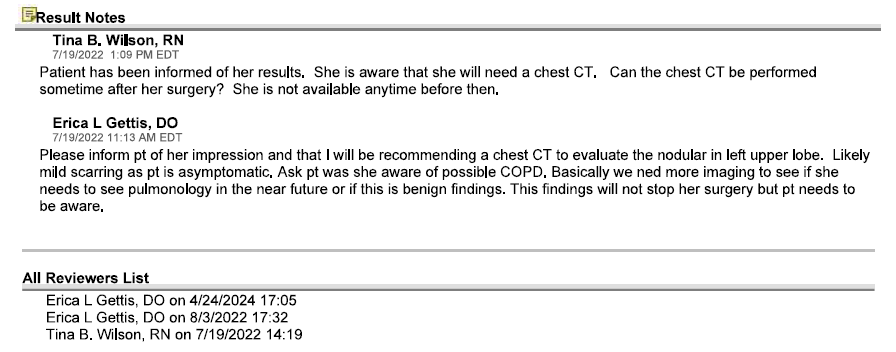 Result Notes
Tina B. Wilson, RN
7/19/2022 1:09 PM EDT
Patient has been informed of her results. She is aware that she will need a chest CT. Can the chest CT be performed
sometime after her surgery? She is not available anytime before then.
Erica L Gettis, DO
7/19/2022 11:13 AM EDT
Please inform pt of her impression and that I will be recommending a chest CT to evaluate the nodular in left upper lobe. Likely
mild scarring as pt is asymptomatic. Ask pt was she aware of possible COPD. Basically we ned more imaging to see if she
needs to see pulmonology in the near future or if this is benign findings. This findings will not stop her surgery but pt needs to
be aware.
All Reviewers List
Erica L Gettis, DO on 4/24/2024 17:05
Erica L Gettis, DO on 8/3/2022 17:32
Tina B. Wilson, RN on 7/19/2022 14:19